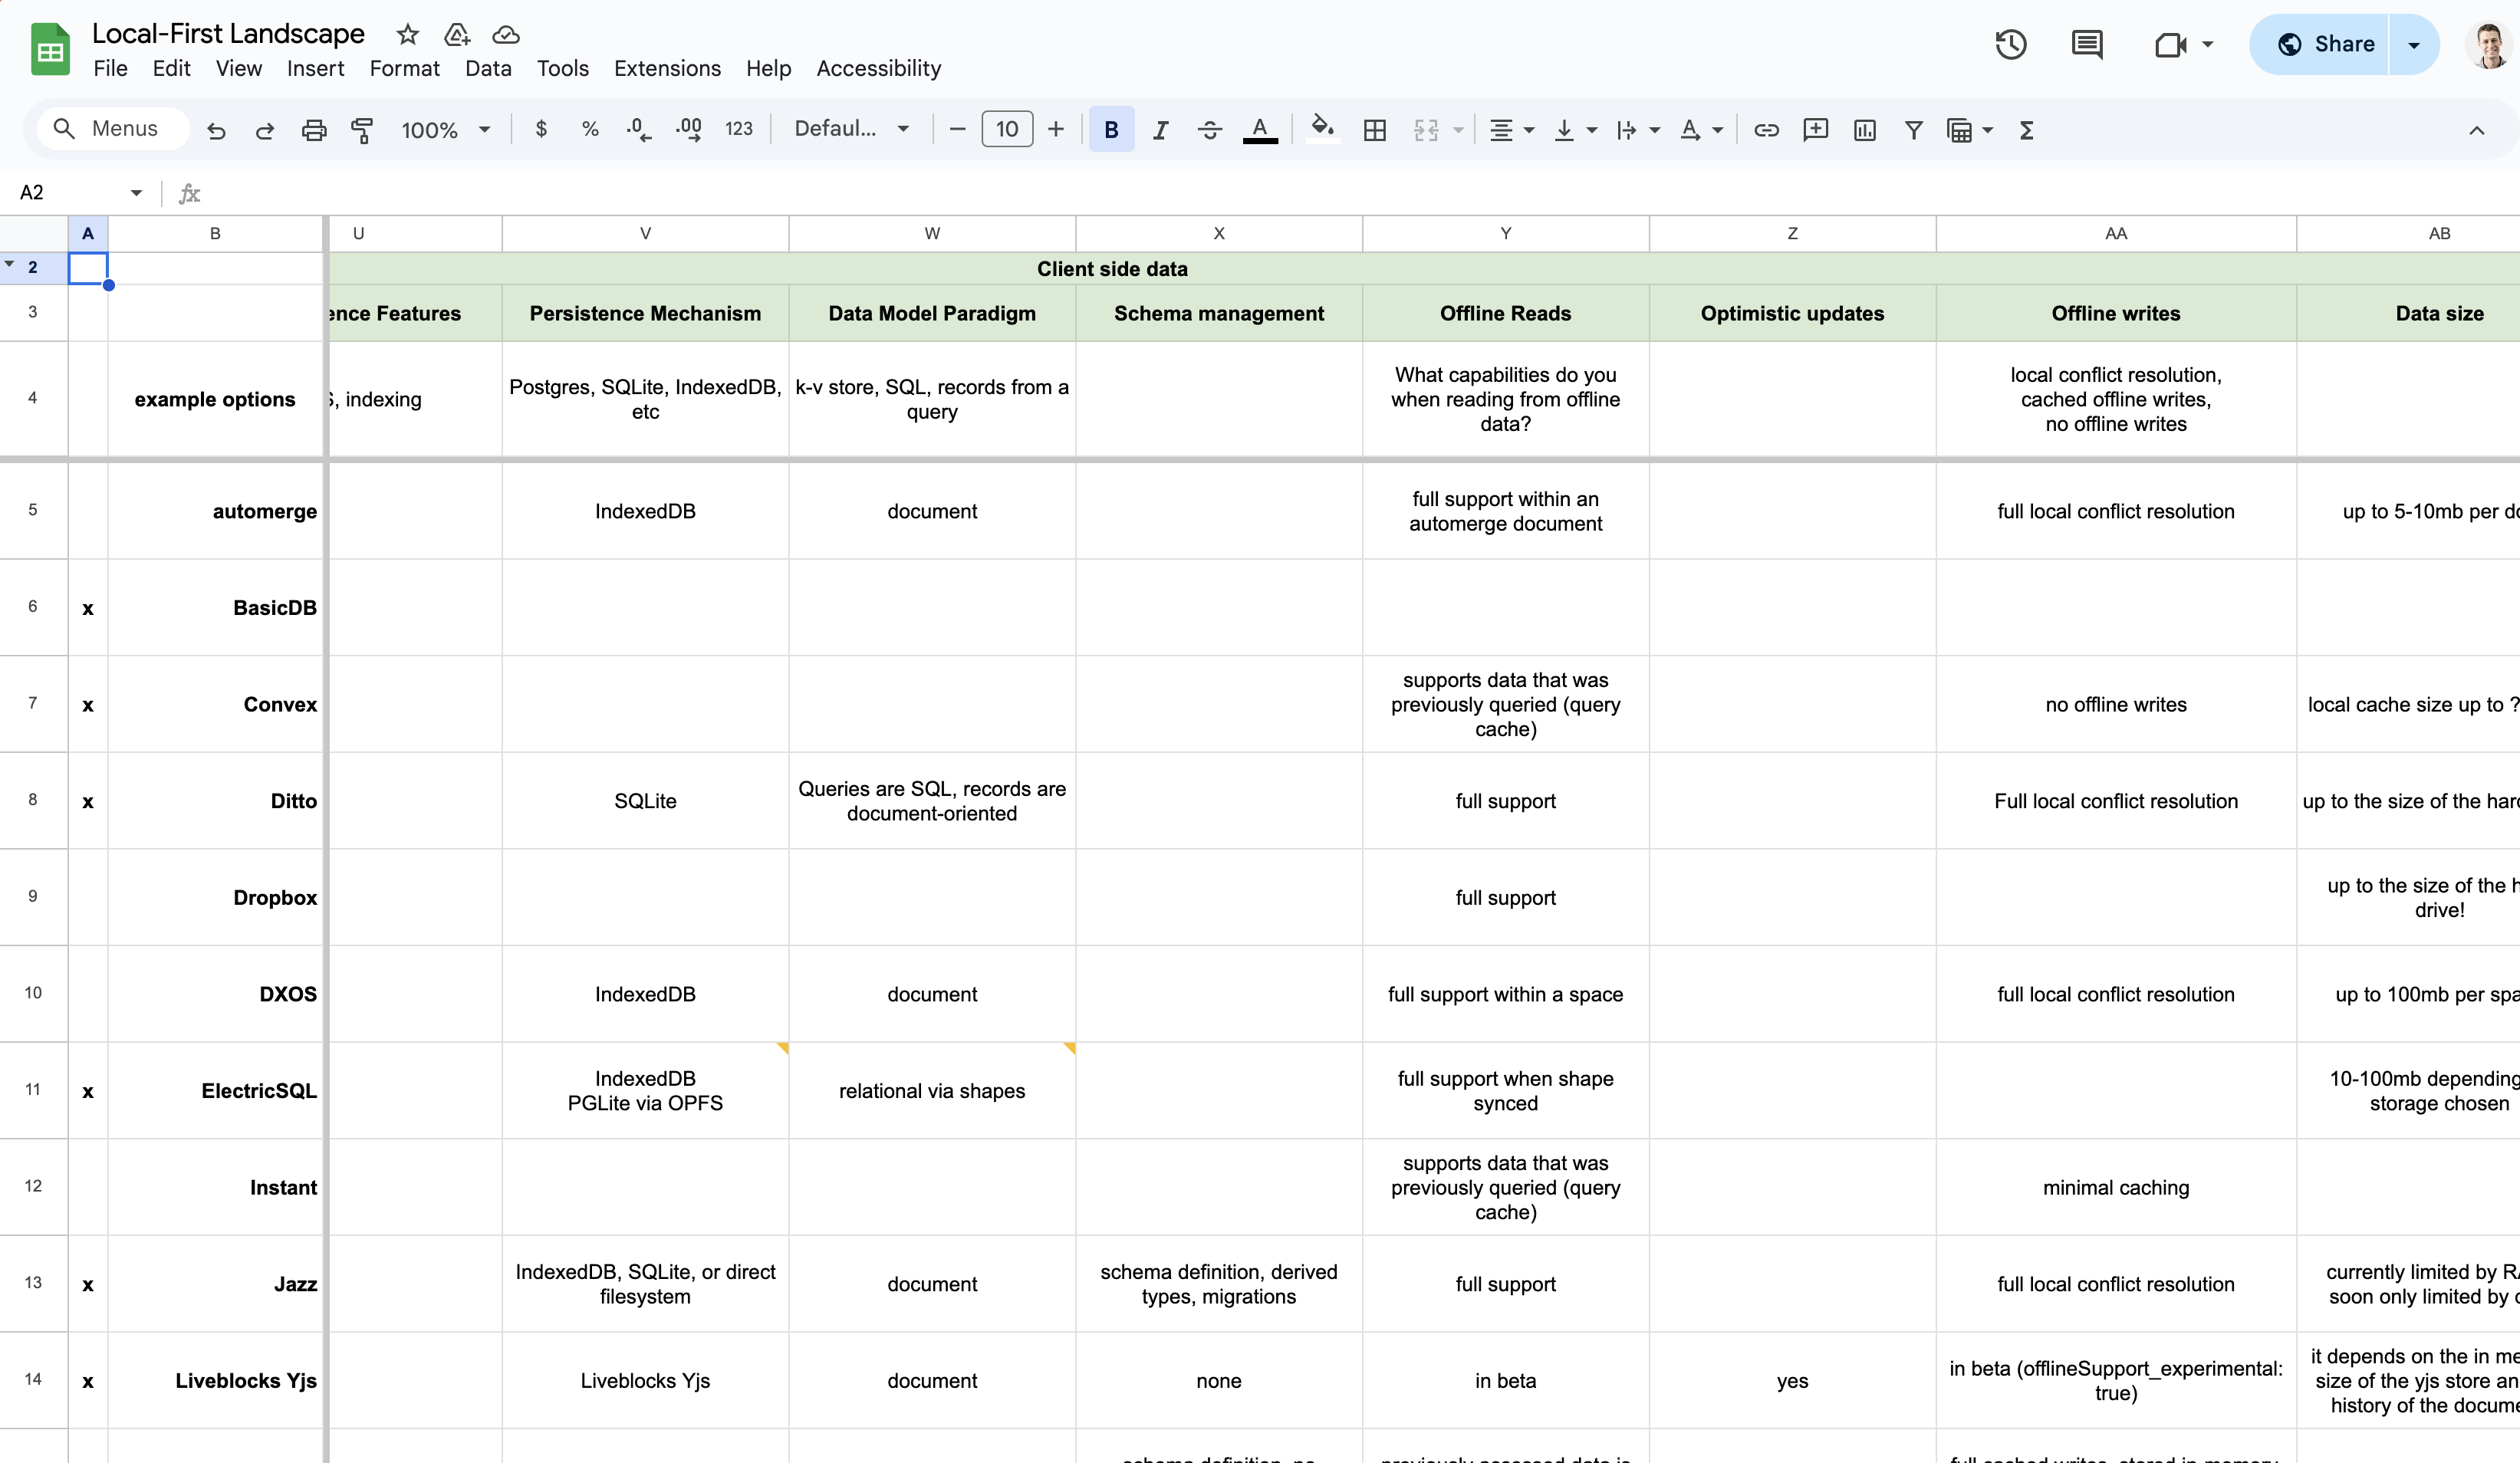 Local-First Landscape
File Edit View Insert Format Data Tools Extensions Help Accessibility
Share
Menus 100% $ % .0 .00 123 Defaul... 10 B I S A
A2 fx
A B U V W X Y Z AA AB
2 Client side data
3 ence Features Persistence Mechanism Data Model Paradigm Schema management Offline Reads Optimistic updates Offline writes Data size
4
example options
, indexing
Postgres, SQLite, IndexedDB,
etc
k-v store, SQL, records from a
query
What capabilities do you
when reading from offline
data?
local conflict resolution,
cached offline writes,
no offline writes
5
automerge
IndexedDB
document
full support within an
automerge document
full local conflict resolution
up to 5-10mb per do
6
x
BasicDB
7
x
Convex
supports data that was
previously queried (query
cache)
no offline writes
local cache size up to ?
8
x
Ditto
SQLite
Queries are SQL, records are
document-oriented
full support
Full local conflict resolution
up to the size of the har
9
Dropbox
full support
up to the size of the h
drive!
10
DXOS
IndexedDB
document
full support within a space
full local conflict resolution
up to 100mb per spa
11
x
ElectricSQL
IndexedDB
PGLite via OPFS
relational via shapes
full support when shape
synced
10-100mb depending
storage chosen
12
Instant
supports data that was
previously queried (query
cache)
minimal caching
13
x
Jazz
IndexedDB, SQLite, or direct
filesystem
document
schema definition, derived
types, migrations
full support
full local conflict resolution
currently limited by RA
soon only limited by
14
x
Liveblocks Yjs
Liveblocks Yjs
document
none
in beta
yes
in beta (offlineSupport_experimental:
true)
it depends on the in me
size of the yjs store an
history of the docume